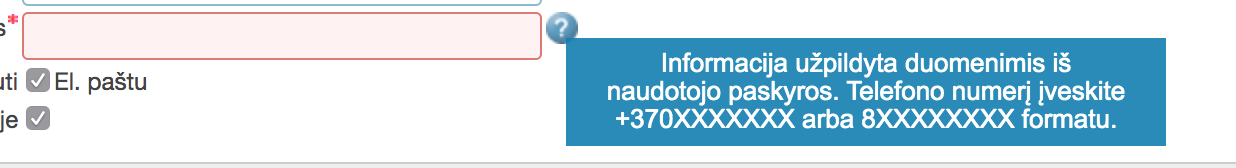 s*
?
uti El. paštu
je
Informacija užpildyta duomenimis iš
naudotojo paskyros. Telefono numerį įveskite
+370XXXXXXX arba 8XXXXXXXX formatu.